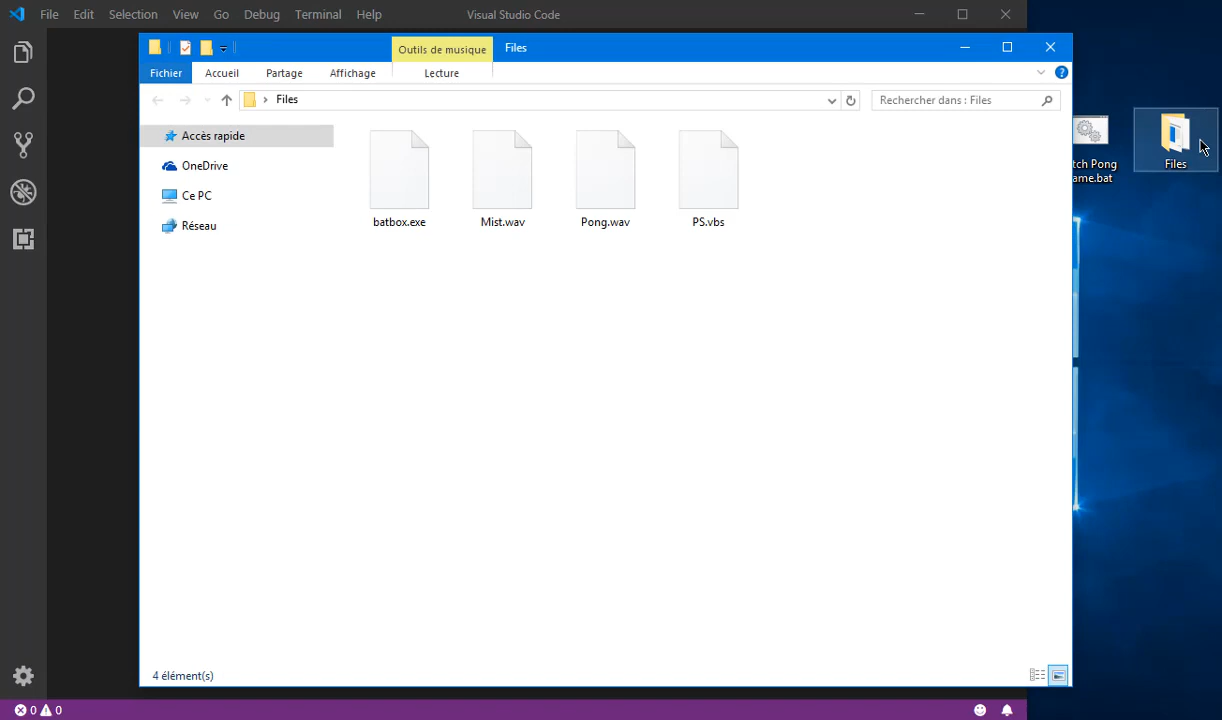 File Edit Selection View Go Debug Terminal Help Visual Studio Code
Outils de musique Files
Fichier Accueil Partage Affichage Lecture
Files Rechercher dans : Files
Accès rapide
OneDrive
Ce PC
Réseau
batbox.exe Mist.wav Pong.wav PS.vbs
tch Pong
ame.bat
Files
4 élément(s)
0 0